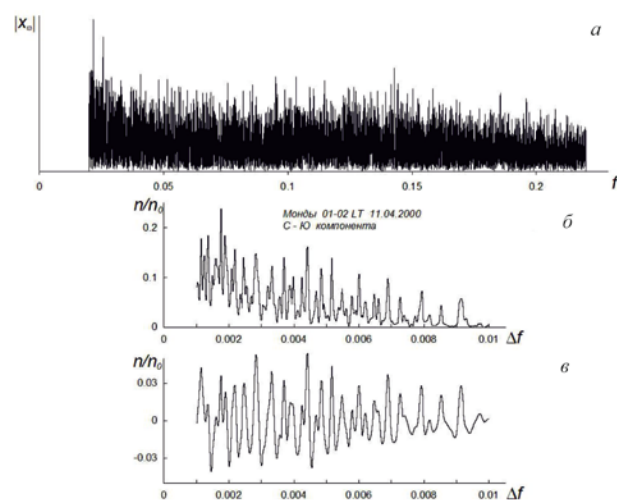 |Xω| а
0 0.05 0.1 0.15 0.2 f
n/n₀ Монды 01-02 LT 11.04.2000 б
С - Ю компонента
0.2
0.1
0
0 0.002 0.004 0.006 0.008 0.01 Δf
n/n₀ в
0.03
0
-0.03
0 0.002 0.004 0.006 0.008 0.01 Δf